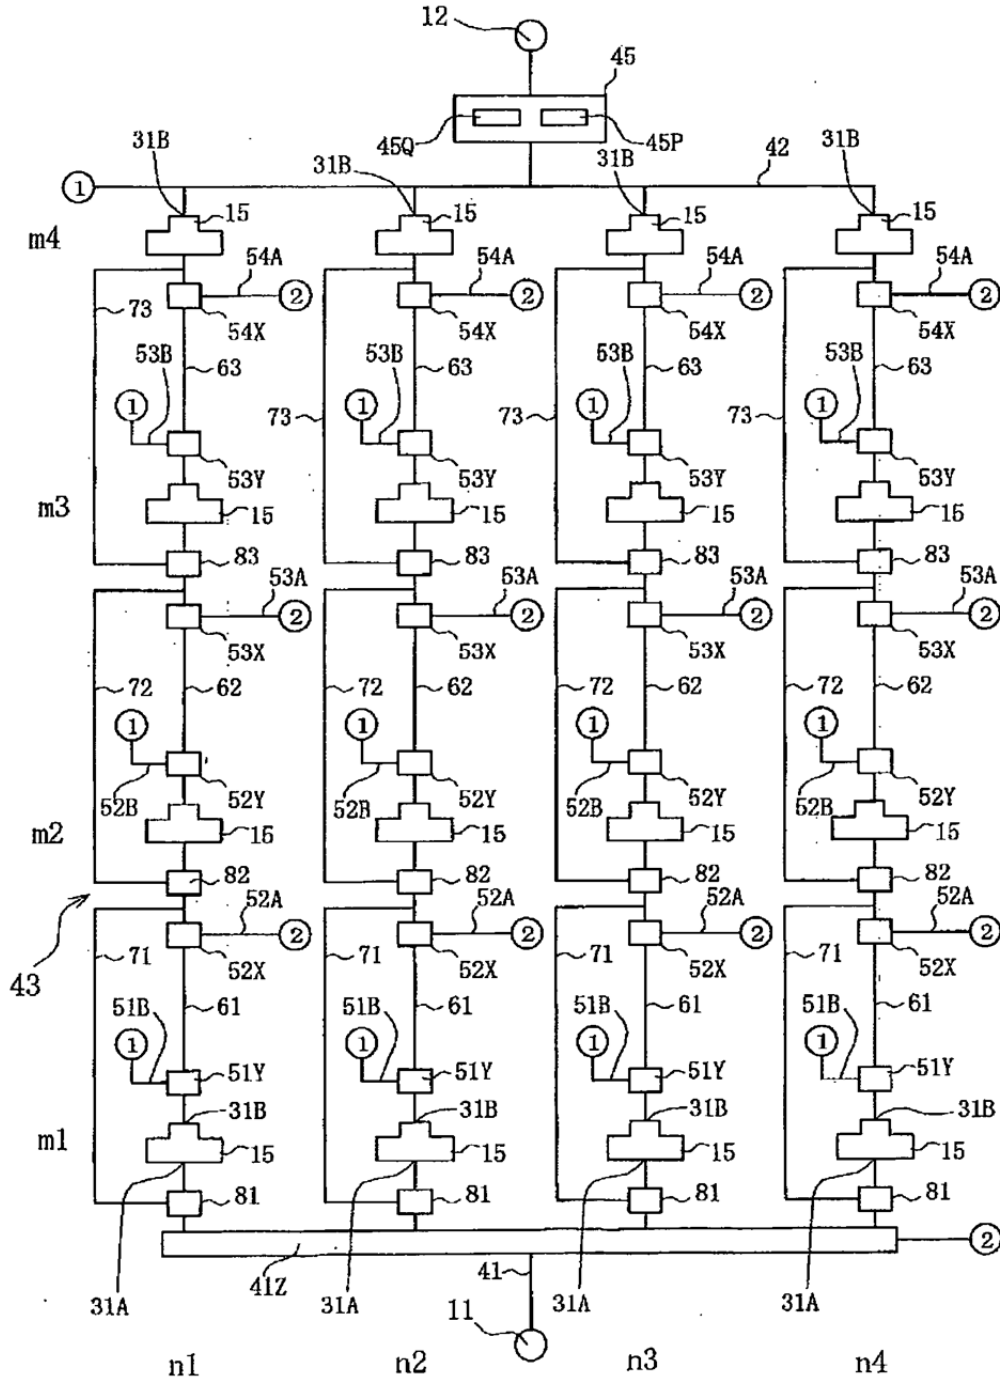 12
45
45Q 45P
31B 31B 31B 42 31B
1
15 15 15 15
m4
54A 54A 54A 54A
2 2 2 2
73 54X 54X 54X 54X
53B 63 53B 63 53B 63 53B 63
1 1 1 1
73 73 73
53Y 53Y 53Y 53Y
m3 15 15 15 15
83 83 83 83
53A 53A 53A 53A
2 2 2 2
53X 53X 53X 53X
72 62 72 62 72 62 72 62
1 1 1 1
52B 52Y 52B 52Y 52B 52Y 52B 52Y
m2 15 15 15 15
82 82 82 82
52A 52A 52A 52A
2 2 2 2
43 71 52X 71 52X 71 52X 71 52X
51B 61 51B 61 51B 61 51B 61
1 1 1 1
51Y 51Y 51Y 51Y
31B 31B 31B 31B
m1 15 15 15 15
81 81 81 81
2
41Z 41
31A 31A 31A 31A
11
n1 n2 n3 n4